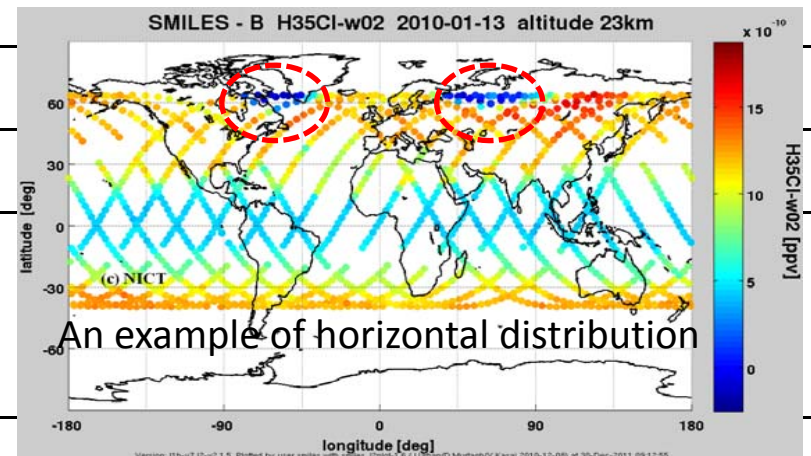 SMILES - B H35Cl-w02 2010-01-13 altitude 23km
x 10⁻¹⁰
60
30
0
-30
-60
latitude [deg]
(c) NICT
An example of horizontal distribution
-180
-90
0
90
180
longitude [deg]
15
10
5
0
H35Cl-w02 [ppv]